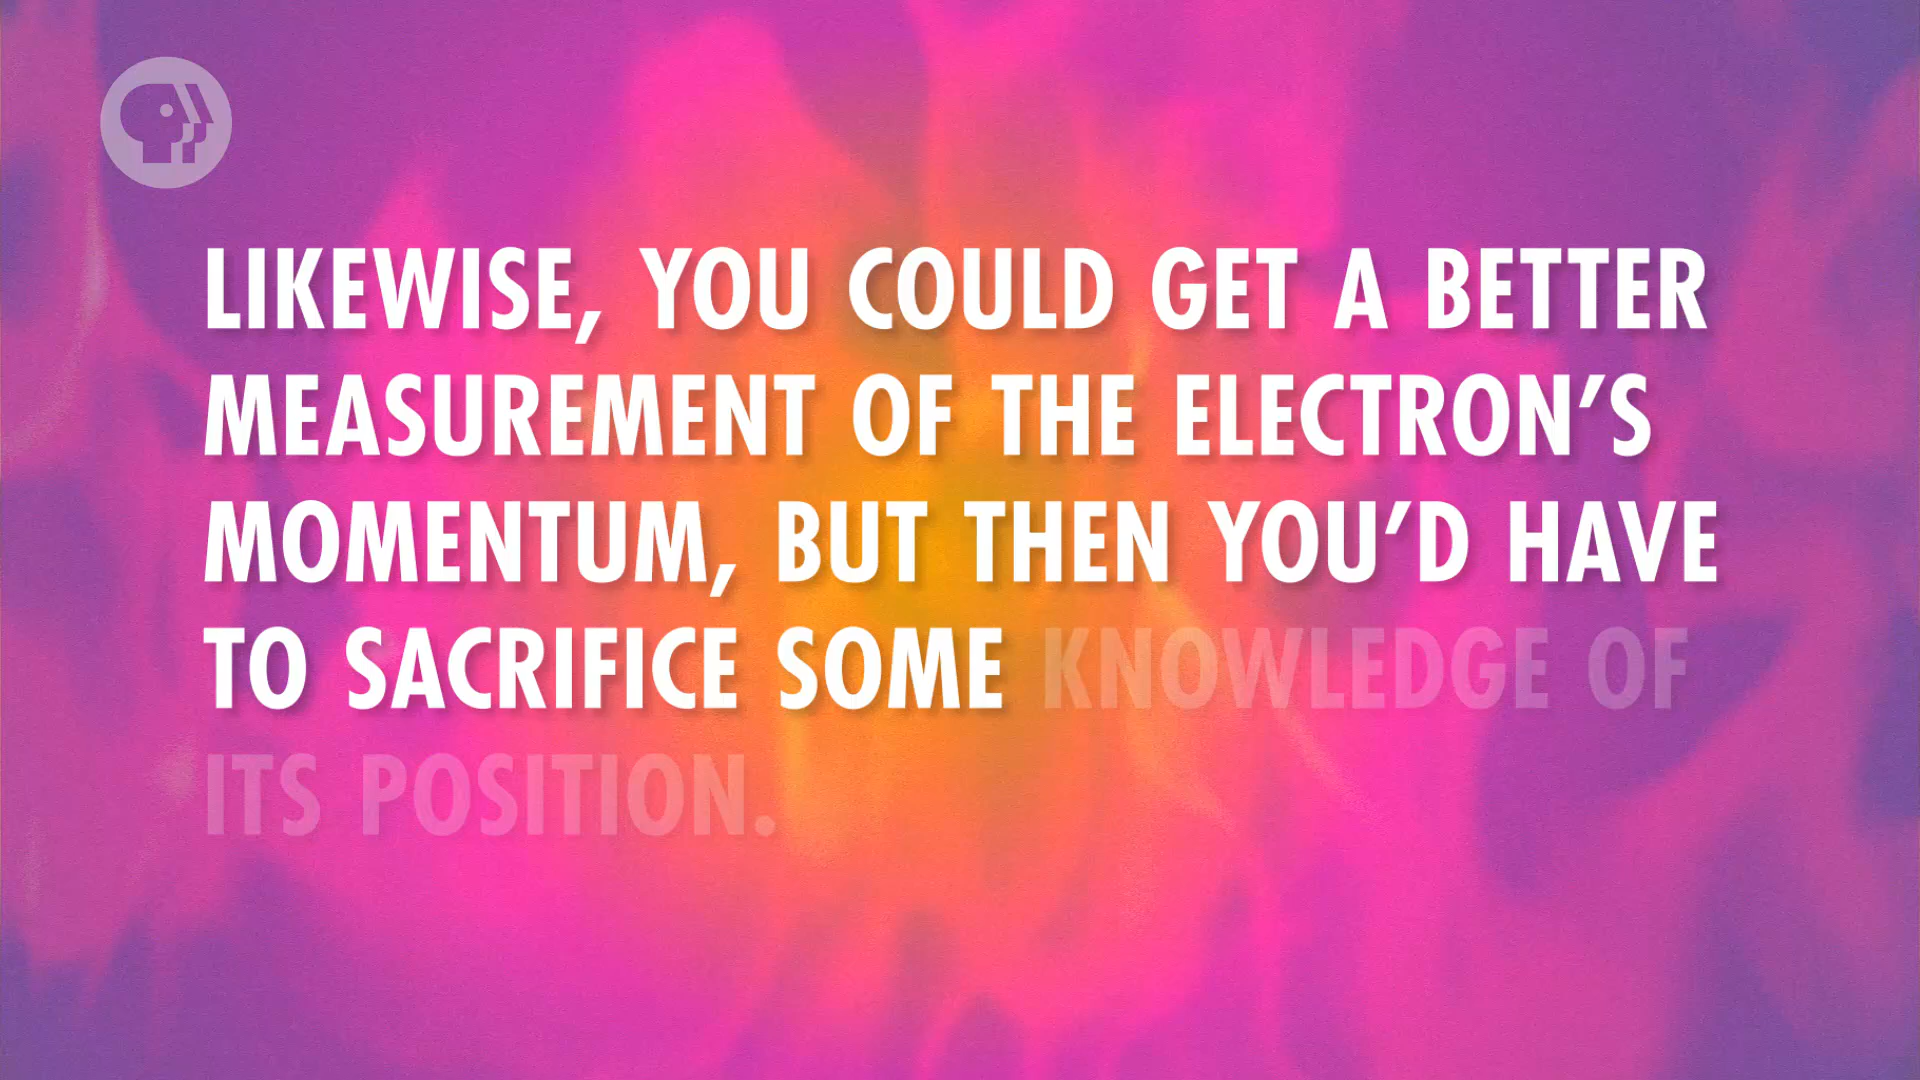 LIKEWISE, YOU COULD GET A BETTER
MEASUREMENT OF THE ELECTRON’S
MOMENTUM, BUT THEN YOU’D HAVE
TO SACRIFICE SOME KNOWLEDGE OF
ITS POSITION.